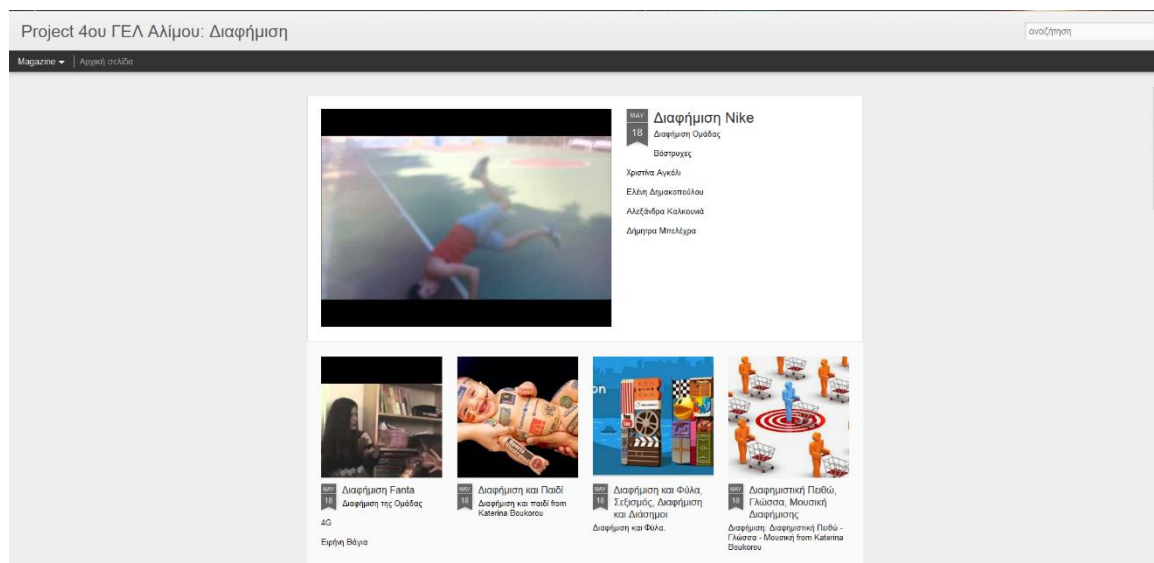 Project 4ου ΓΕΛ Αλίμου: Διαφήμιση
αναζήτηση
Magazine
Αρχική σελίδα
MAY
18
Διαφήμιση Nike
Διαφήμιση Ομάδας
Βόστρυχες
Χριστίνα Αγκόλι
Ελένη Δημακοπούλου
Αλεξάνδρα Καλκουνιά
Δήμητρα Μπελέχρα
MAY
18
Διαφήμιση Fanta
Διαφήμιση της Ομάδας
4G
Ειρήνη Βάγια
MAY
18
Διαφήμιση και Παιδί
Διαφήμιση και παιδί from
Katerina Boukorou
on
MAY
18
Διαφήμιση και Φύλα,
Σεξισμός, Διαφήμιση
και Διάσημοι
Διαφήμιση και Φύλα.
MAY
18
Διαφημιστική Πειθώ,
Γλώσσα, Μουσική
Διαφήμισης
Διαφήμιση: Διαφημιστική Πειθώ -
Γλώσσα - Μουσική from Katerina
Boukorou